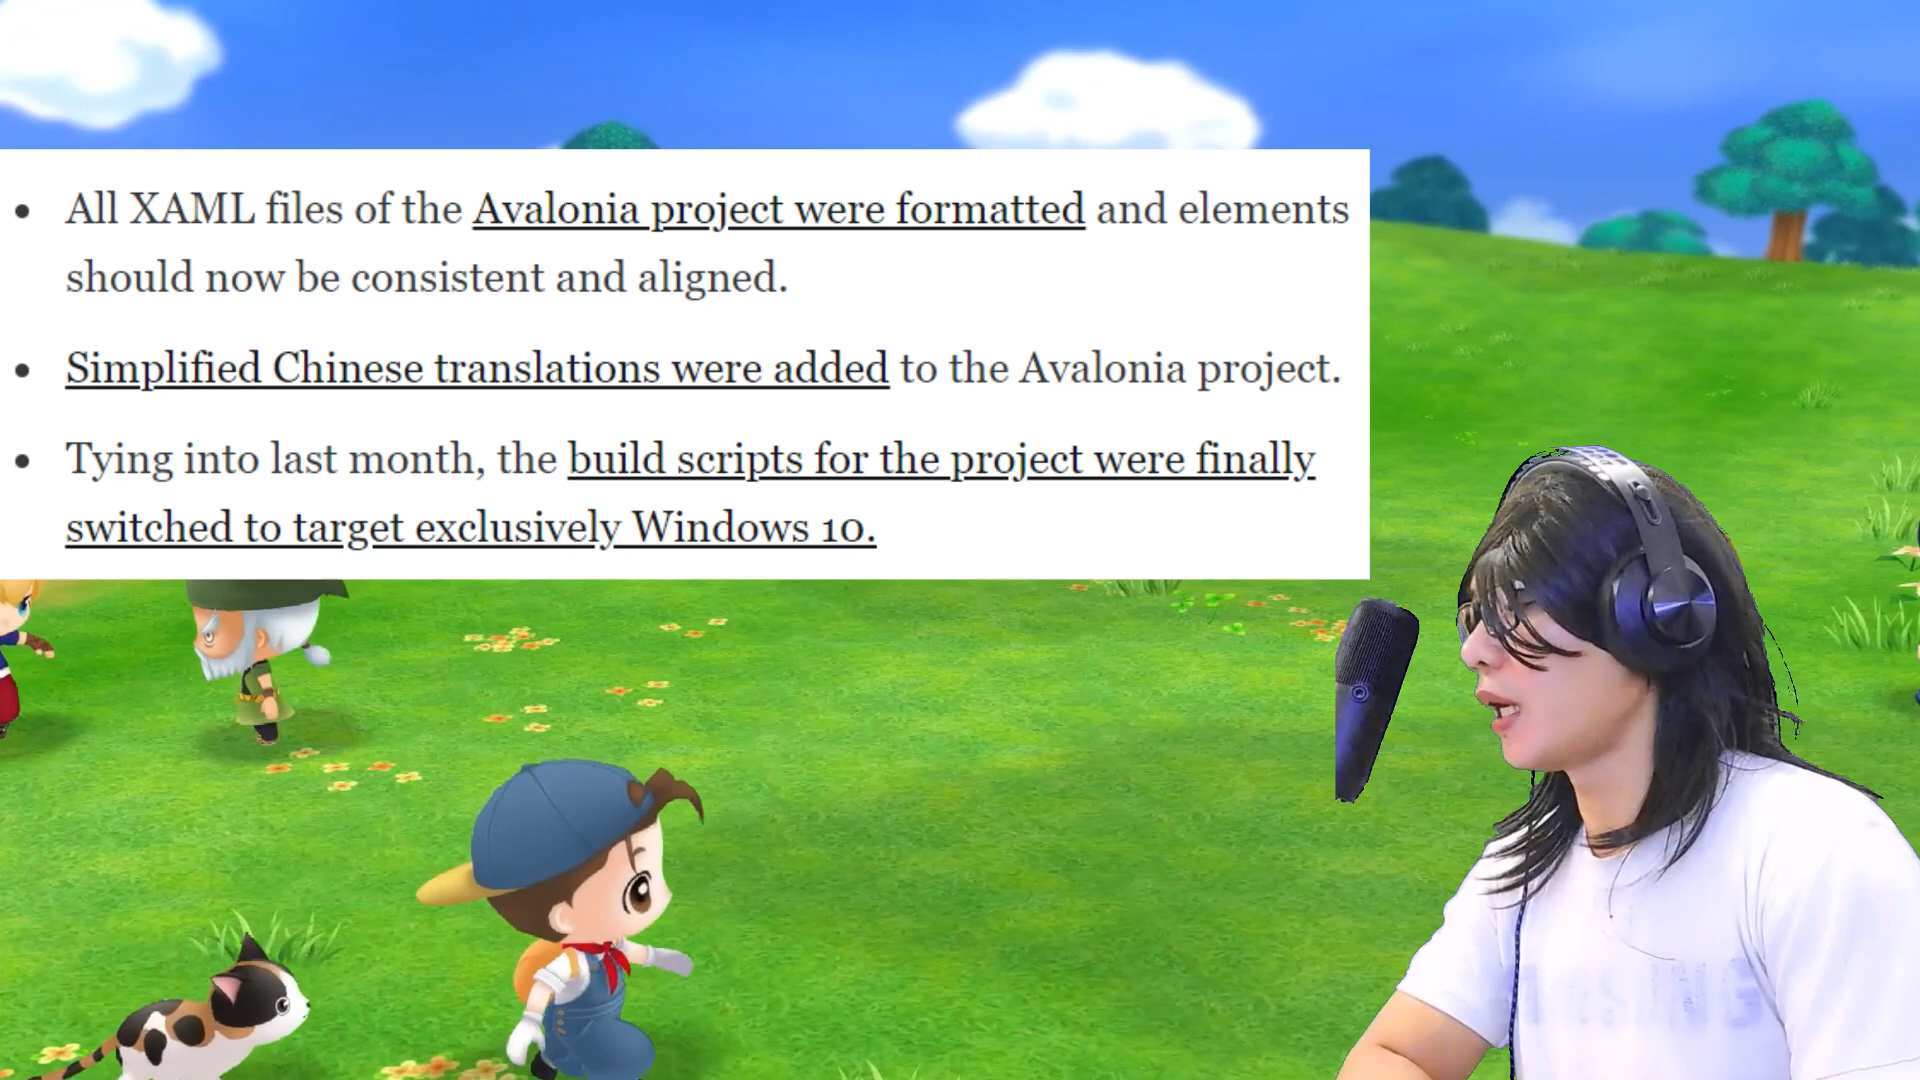 • All XAML files of the Avalonia project were formatted and elements
should now be consistent and aligned.
• Simplified Chinese translations were added to the Avalonia project.
• Tying into last month, the build scripts for the project were finally
switched to target exclusively Windows 10.